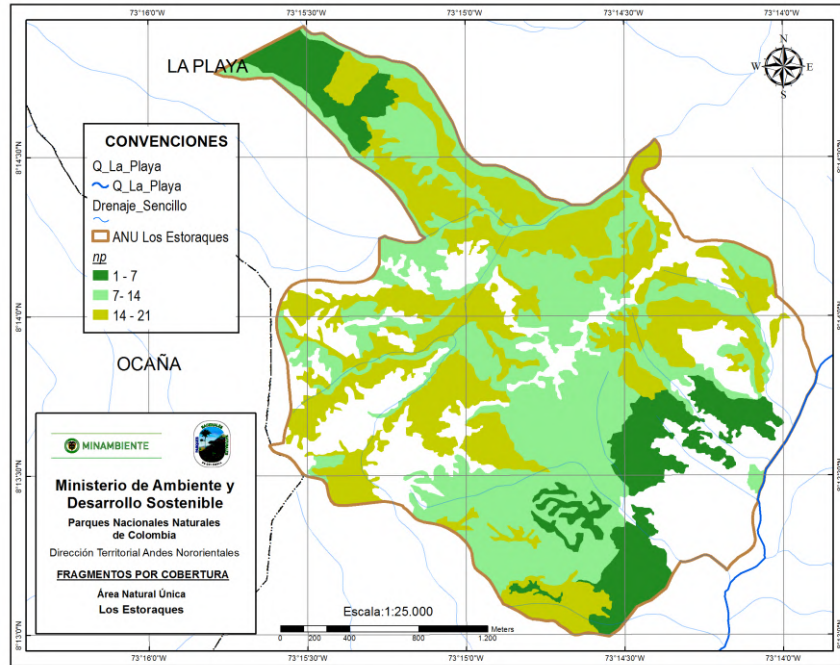 73°16'0"W 73°15'30"W 73°15'0"W 73°14'30"W 73°14'0"W
LA PLAYA
N
W E
S
8°14'30"N
CONVENCIONES
Q_La_Playa
Q_La_Playa
Drenaje_Sencillo
ANU Los Estoraques
np
1 - 7
7- 14
14 - 21
8°14'0"N
OCAÑA
MINAMBIENTE
Ministerio de Ambiente y
Desarrollo Sostenible
Parques Nacionales Naturales
de Colombia
Dirección Territorial Andes Nororientales
FRAGMENTOS POR COBERTURA
Área Natural Única
Los Estoraques
8°13'30"N
Escala:1:25.000
0 200 400 800 1.200 Meters
8°13'0"N
73°16'0"W 73°15'30"W 73°15'0"W 73°14'30"W 73°14'0"W